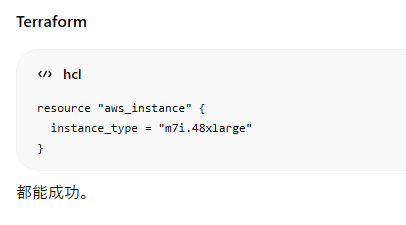 Terraform
</> hcl
resource "aws_instance" {
  instance_type = "m7i.48xlarge"
}
都能成功。